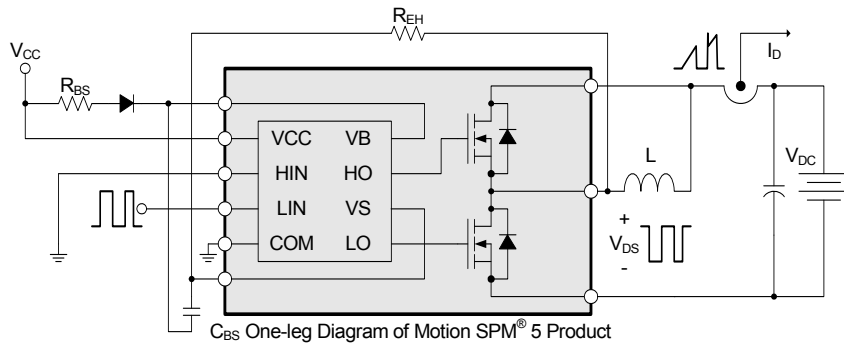 R_EH
V_CC
R_BS
I_D
VCC VB
HIN HO
LIN VS
COM LO
L
V_DC
+
V_DS
-
C_BS One-leg Diagram of Motion SPM® 5 Product